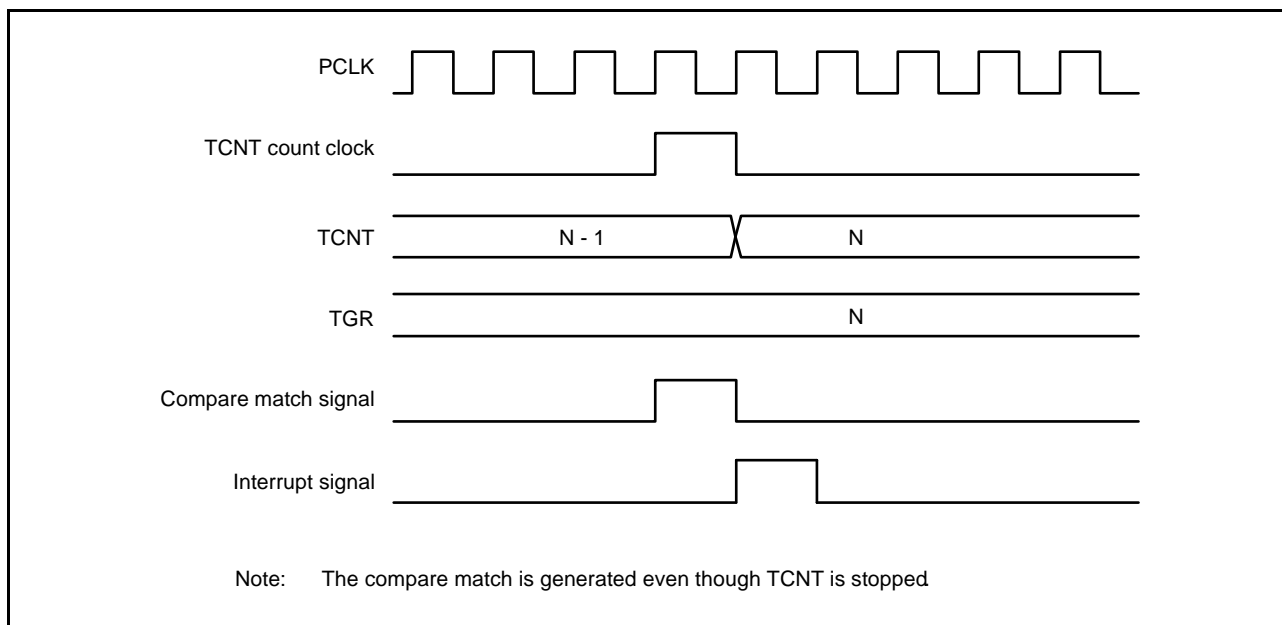 PCLK
TCNT count clock
TCNT
N - 1
N
TGR
N
Compare match signal
Interrupt signal
Note: The compare match is generated even though TCNT is stopped.